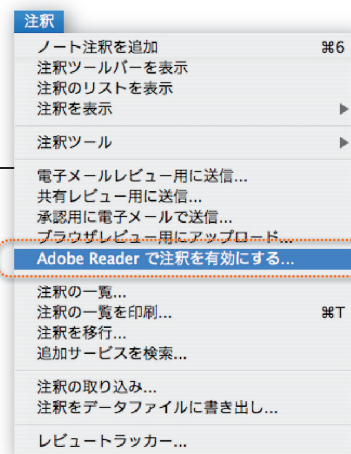 注釈
ノート注釈を追加 ⌘6
注釈ツールバーを表示
注釈のリストを表示
注釈を表示
注釈ツール
電子メールレビュー用に送信...
共有レビュー用に送信...
承認用に電子メールで送信...
ブラウザレビュー用にアップロード...
Adobe Reader で注釈を有効にする...
注釈の一覧...
注釈の一覧を印刷... ⌘T
注釈を移行...
追加サービスを検索...
注釈の取り込み...
注釈をデータファイルに書き出し...
レビュートラッカー...